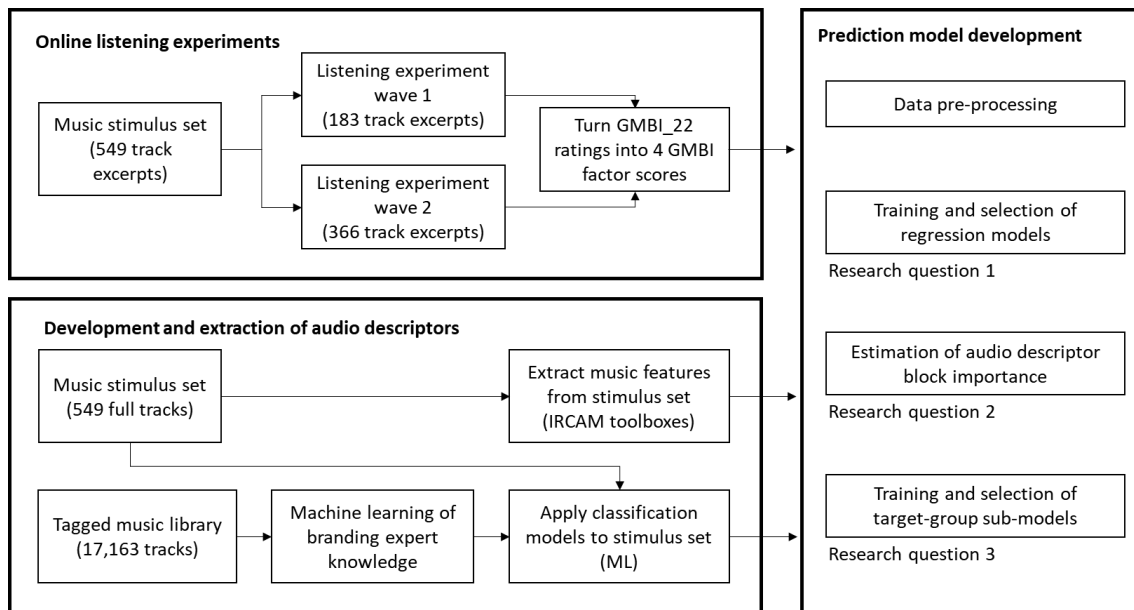 Online listening experiments
Music stimulus set
(549 track
excerpts)
Listening experiment
wave 1
(183 track excerpts)
Listening experiment
wave 2
(366 track excerpts)
Turn GMBI_22
ratings into 4 GMBI
factor scores
Development and extraction of audio descriptors
Music stimulus set
(549 full tracks)
Extract music features
from stimulus set
(IRCAM toolboxes)
Tagged music library
(17,163 tracks)
Machine learning of
branding expert
knowledge
Apply classification
models to stimulus set
(ML)
Prediction model development
Data pre-processing
Training and selection of
regression models
Research question 1
Estimation of audio descriptor
block importance
Research question 2
Training and selection of
target-group sub-models
Research question 3